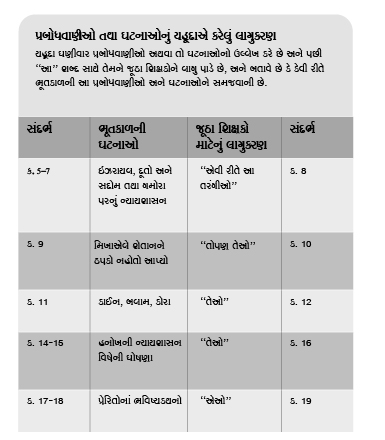 પ્રબોધવાણીઓ તથા ઘટનાઓનું યહૂદાએ કરેલું લાગુકરણ
યહૂદા ઘણીવાર પ્રબોધવાણીઓ અથવા તો ઘટનાઓનો ઉલ્લેખ કરે છે અને પછી
“આ” શબ્દ સાથે તેમને જૂઠા શિક્ષકોને લાગુ પાડે છે, અને બતાવે છે કે કેવી રીતે
ભૂતકાળની આ પ્રબોધવાણીઓ અને ઘટનાઓને સમજવાની છે.
સંદર્ભ ભૂતકાળની જૂઠા શિક્ષકો સંદર્ભ
ઘટનાઓ માટેનું લાગુકરણ
ક. 5–7 ઇઝરાયલ, દૂતો અને “એવી રીતે આ ક. 8
સદોમ તથા ગમોરા તરંગીઓ”
પરનું ન્યાયશાસન
ક. 9 મિખાએલે શેતાનને “તોપણ તેઓ” ક. 10
ઠપકો નહોતો આપ્યો
ક. 11 કાઈન, બલામ, કોરા “તેઓ” ક. 12
ક. 14–15 હનોખની ન્યાયશાસન “તેઓ” ક. 16
વિષેની ઘોષણા
ક. 17–18 પ્રેરિતોનાં ભવિષ્યકથનો “એઓ” ક. 19